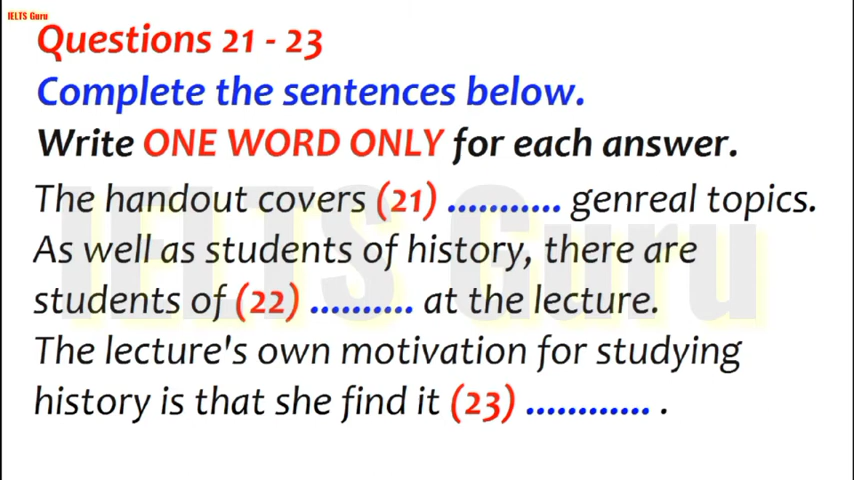 IELTS Guru
Questions 21 - 23
Complete the sentences below.
Write ONE WORD ONLY for each answer.
The handout covers (21) ........... genreal topics.
As well as students of history, there are
students of (22) .......... at the lecture.
The lecture's own motivation for studying
history is that she find it (23) ............. .
IELTS Guru